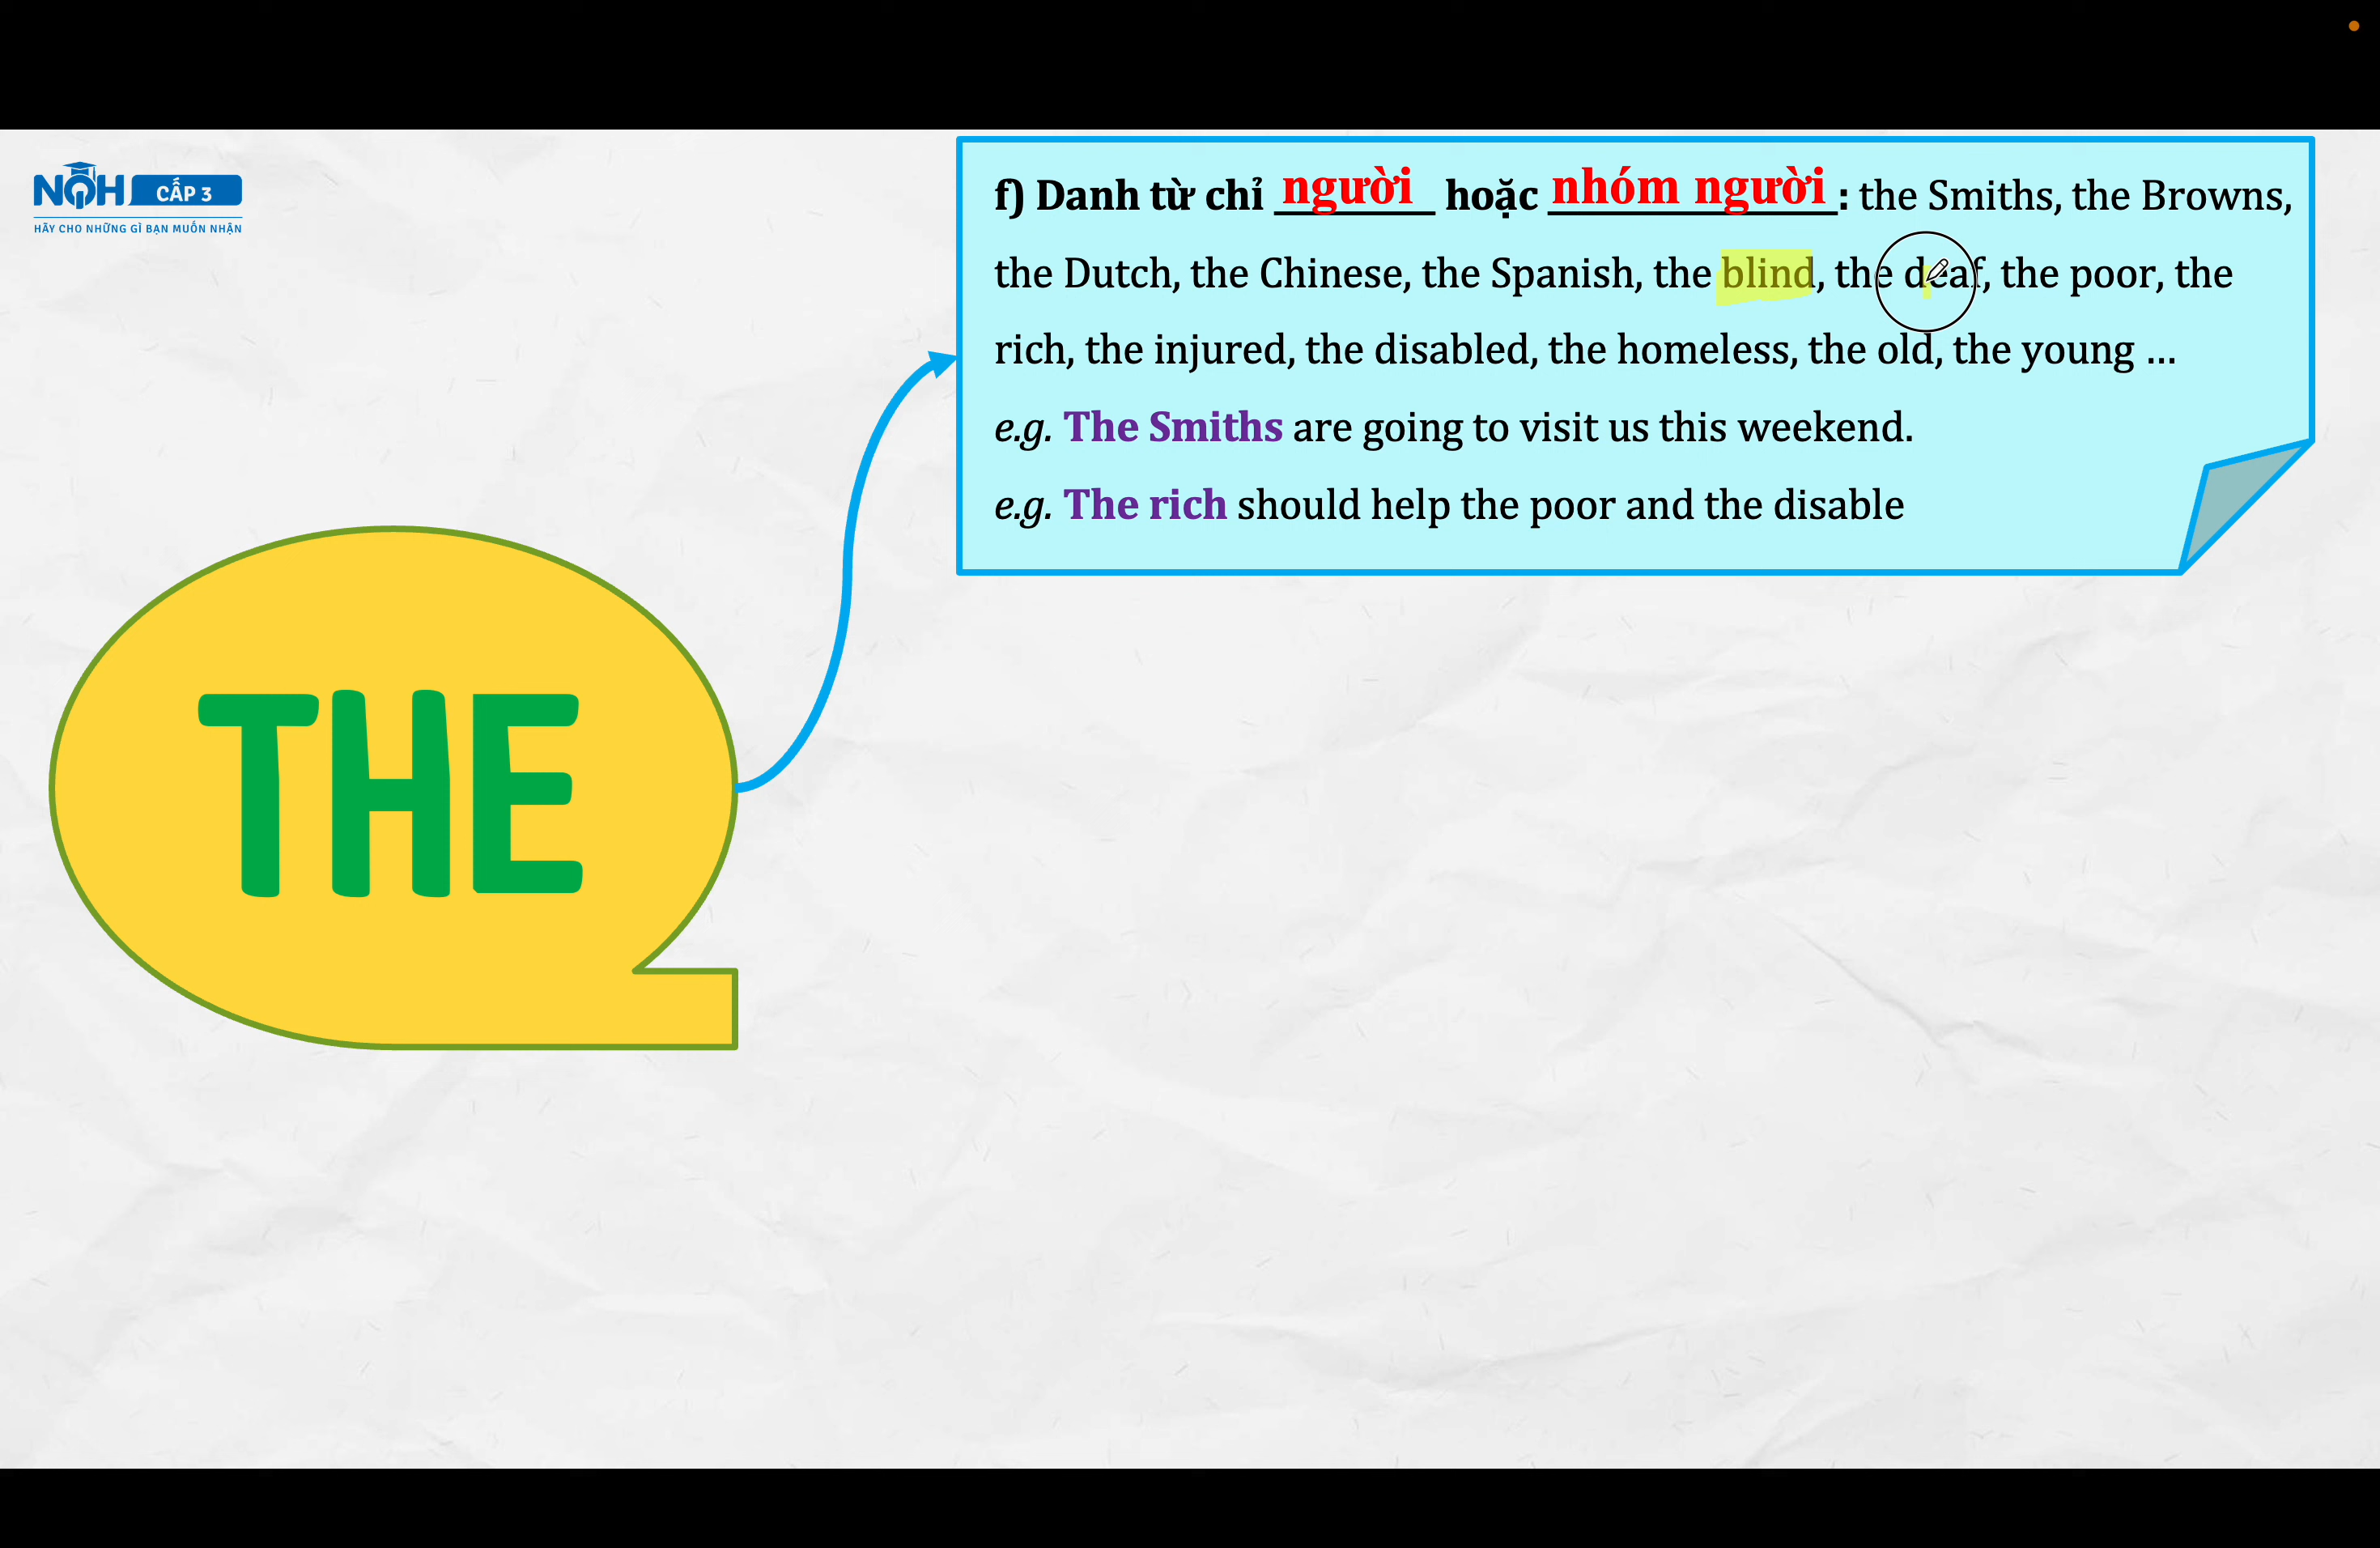 NQH CẤP 3
HÃY CHO NHỮNG GÌ BẠN MUỐN NHẬN
f) Danh từ chỉ người hoặc nhóm người: the Smiths, the Browns,
the Dutch, the Chinese, the Spanish, the blind, the deaf, the poor, the
rich, the injured, the disabled, the homeless, the old, the young ...
e.g. The Smiths are going to visit us this weekend.
e.g. The rich should help the poor and the disable
THE